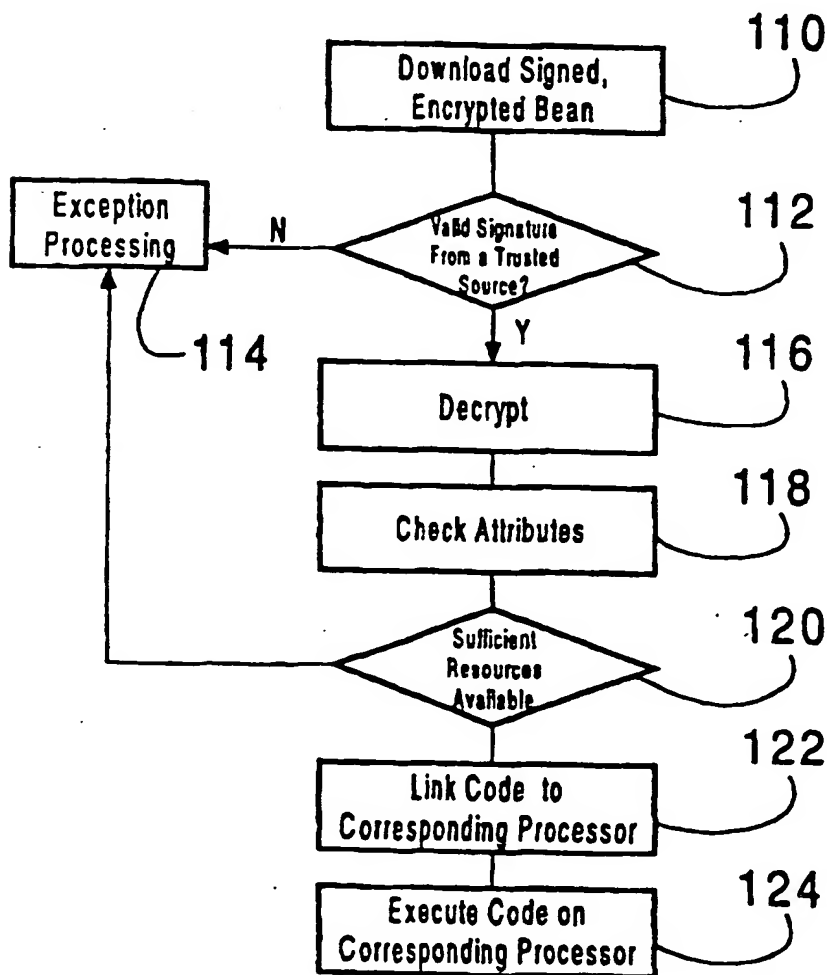 110
Download Signed,
Encrypted Bean
Exception
Processing
N
Valid Signature
From a Trusted
Source?
112
114
Y
116
Decrypt
118
Check Attributes
120
Sufficient
Resources
Available
122
Link Code to
Corresponding Processor
124
Execute Code on
Corresponding Processor